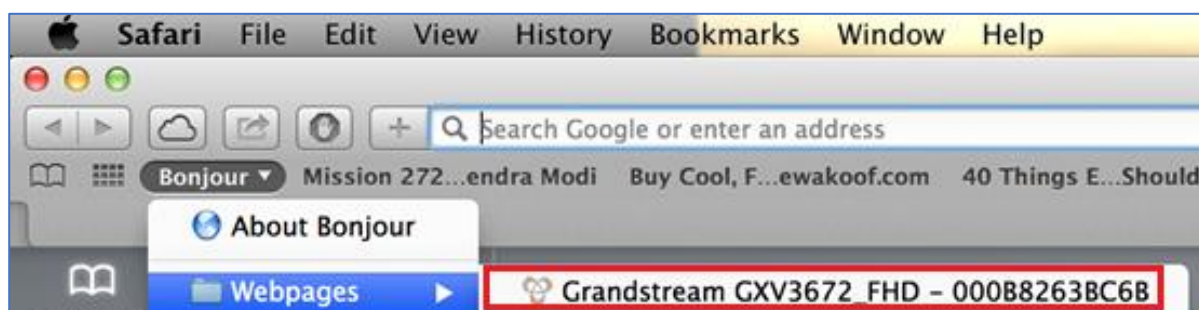 Safari File Edit View History Bookmarks Window Help
Search Google or enter an address
Bonjour ▼ Mission 272...endra Modi Buy Cool, F...ewakoof.com 40 Things E...Should
About Bonjour
Webpages ▶ Grandstream GXV3672_FHD – 000B8263BC6B